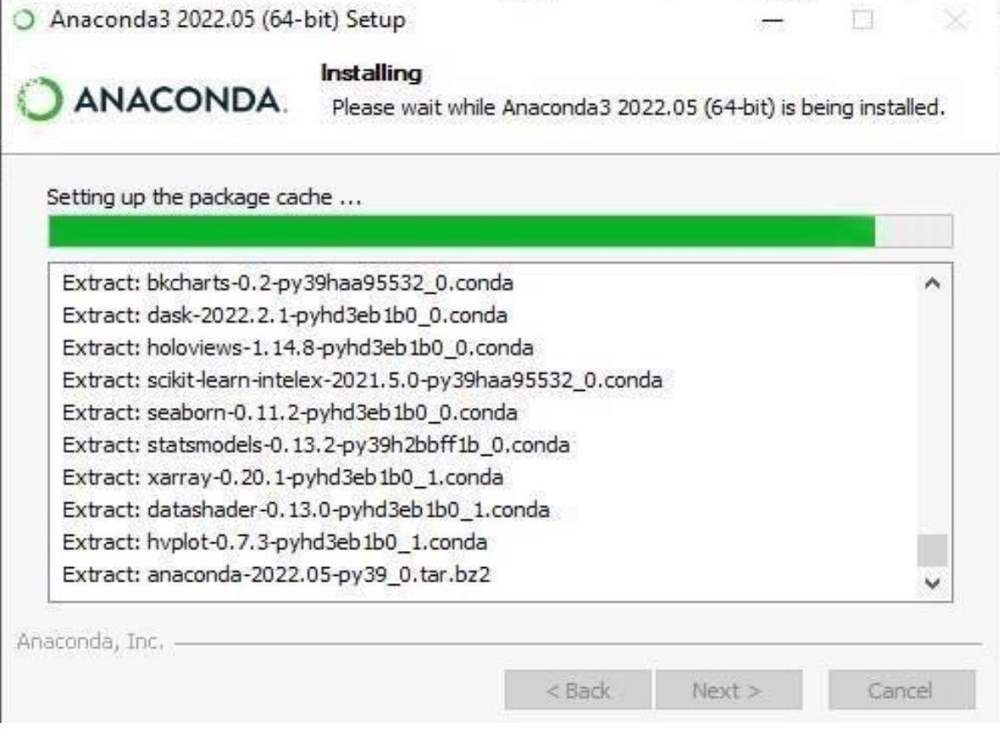 Anaconda3 2022.05 (64-bit) Setup
ANACONDA.
Installing
Please wait while Anaconda3 2022.05 (64-bit) is being installed.
Setting up the package cache ...
Extract: bkcharts-0.2-py39haa95532_0.conda
Extract: dask-2022.2.1-pyhd3eb1b0_0.conda
Extract: holoviews-1.14.8-pyhd3eb1b0_0.conda
Extract: scikit-learn-intelex-2021.5.0-py39haa95532_0.conda
Extract: seaborn-0.11.2-pyhd3eb1b0_0.conda
Extract: statsmodels-0.13.2-py39h2bbff1b_0.conda
Extract: xarray-0.20.1-pyhd3eb1b0_1.conda
Extract: datashader-0.13.0-pyhd3eb1b0_1.conda
Extract: hvplot-0.7.3-pyhd3eb1b0_1.conda
Extract: anaconda-2022.05-py39_0.tar.bz2
Anaconda, Inc.
< Back Next > Cancel